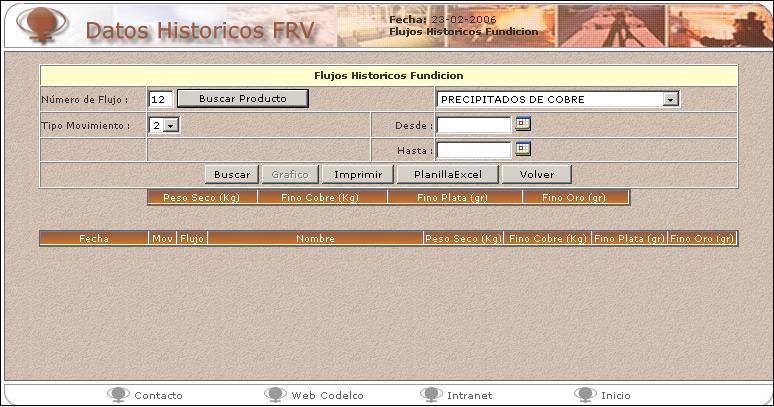 Datos Historicos FRV
Fecha: 23-02-2006
Flujos Historicos Fundicion
Flujos Historicos Fundicion
Número de Flujo : 12 Buscar Producto PRECIPITADOS DE COBRE
Tipo Movimiento : 2 Desde :
Hasta :
Buscar Grafico Imprimir PlanillaExcel Volver
Peso Seco (Kg) Fino Cobre (Kg) Fino Plata (gr) Fino Oro (gr)
Fecha Mov Flujo Nombre Peso Seco (Kg) Fino Cobre (Kg) Fino Plata (gr) Fino Oro (gr)
Contacto Web Codelco Intranet Inicio